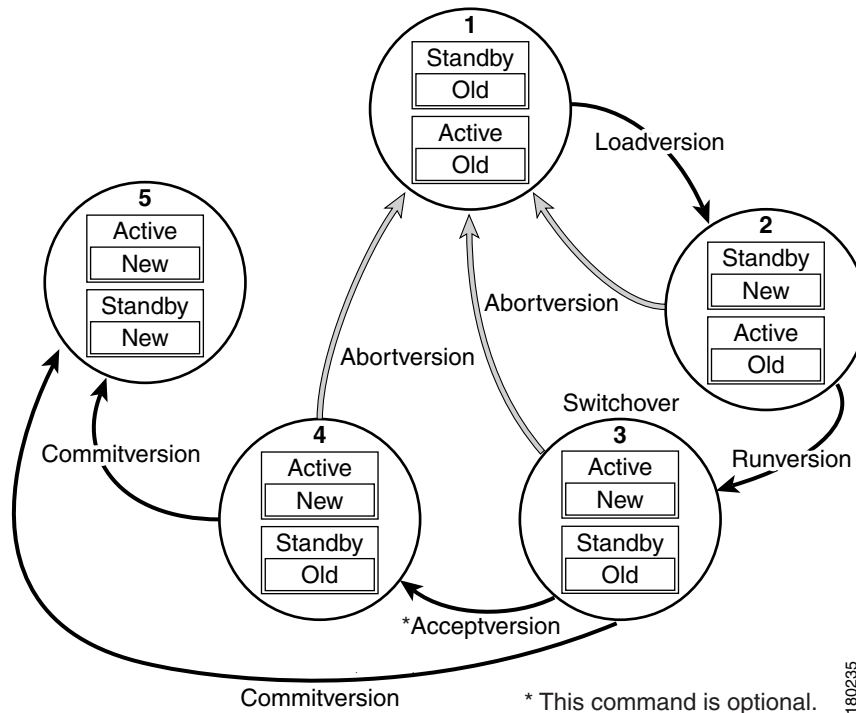 1
Standby
Old
Active
Old
Loadversion
5
Active
New
Standby
New
2
Standby
New
Active
Old
Abortversion
Abortversion
Switchover
Commitversion
4
Active
New
Standby
Old
3
Active
New
Standby
Old
Runversion
*Acceptversion
Commitversion
* This command is optional.
180235